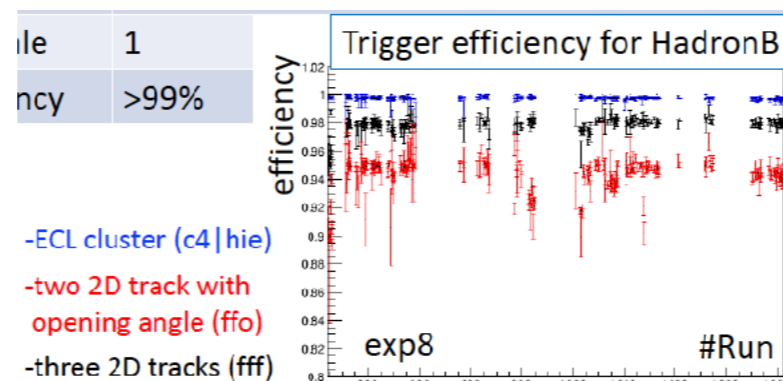 1
>99%
Trigger efficiency for HadronB
efficiency
1.02
1
0.98
0.96
0.94
0.92
0.9
0.88
0.86
0.84
0.82
0.8
-ECL cluster (c4|hie)
-two 2D track with
opening angle (ffo)
-three 2D tracks (fff)
exp8
#Run